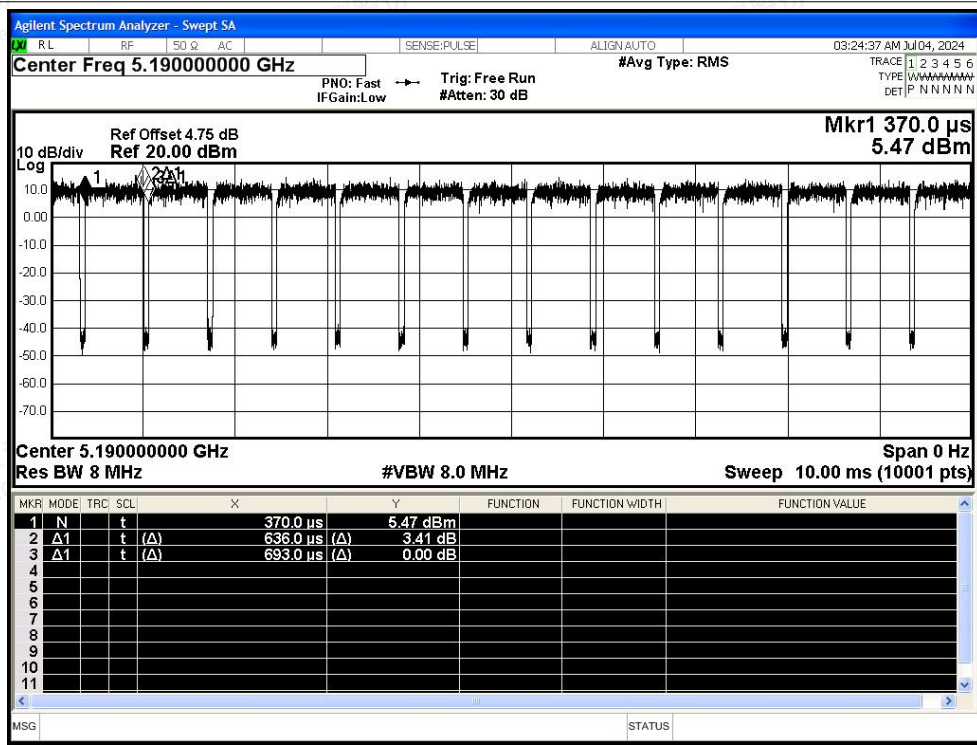 Agilent Spectrum Analyzer - Swept SA
LXI RL RF 50 Ω AC SENSE:PULSE ALIGN AUTO 03:24:37 AM Jul 04, 2024
Center Freq 5.190000000 GHz #Avg Type: RMS TRACE 1 2 3 4 5 6
PNO: Fast Trig: Free Run TYPE WWWWWWW
IFGain:Low #Atten: 30 dB DET P N N N N N
Mkr1 370.0 µs
Ref Offset 4.75 dB
10 dB/div Ref 20.00 dBm 5.47 dBm
Log
1 2Δ1 3Δ1
10.0
0.00
-10.0
-20.0
-30.0
-40.0
-50.0
-60.0
-70.0
Center 5.190000000 GHz Span 0 Hz
Res BW 8 MHz #VBW 8.0 MHz Sweep 10.00 ms (10001 pts)
MKR MODE TRC SCL X Y FUNCTION FUNCTION WIDTH FUNCTION VALUE
1 N t 370.0 µs 5.47 dBm
2 Δ1 t (Δ) 636.0 µs (Δ) 3.41 dB
3 Δ1 t (Δ) 693.0 µs (Δ) 0.00 dB
4
5
6
7
8
9
10
11
MSG STATUS